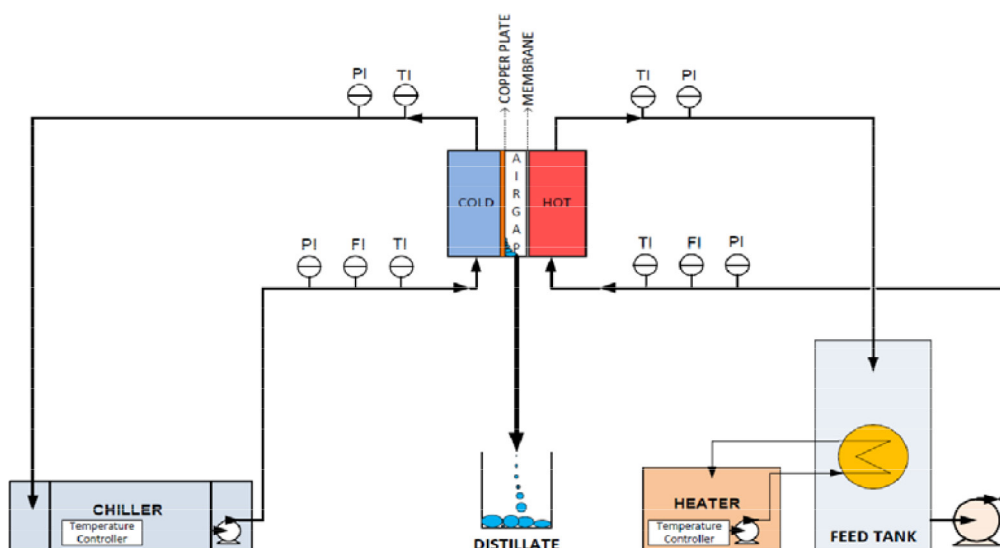 COPPER PLATE
MEMBRANE
PI
TI
TI
PI
AIRGAP
COLD
HOT
PI
FI
TI
TI
FI
PI
CHILLER
Temperature
Controller
HEATER
Temperature
Controller
FEED TANK
DISTILLATE